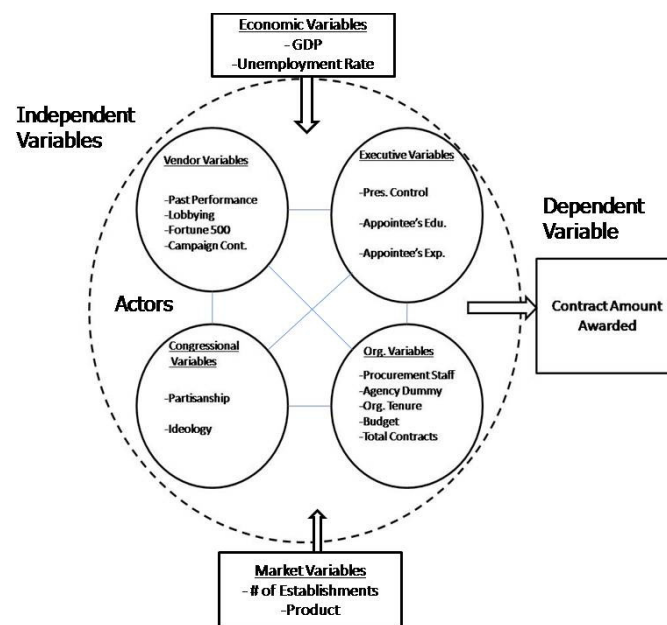 Economic Variables
- GDP
-Unemployment Rate
Independent
Variables
Vendor Variables
-Past Performance
-Lobbying
-Fortune 500
-Campaign Cont.
Executive Variables
-Pres. Control
-Appointee's Edu.
-Appointee's Exp.
Dependent
Variable
Contract Amount
Awarded
Actors
Congressional
Variables
-Partisanship
-Ideology
Org. Variables
-Procurement Staff
-Agency Dummy
-Org. Tenure
-Budget
-Total Contracts
Market Variables
- # of Establishments
-Product